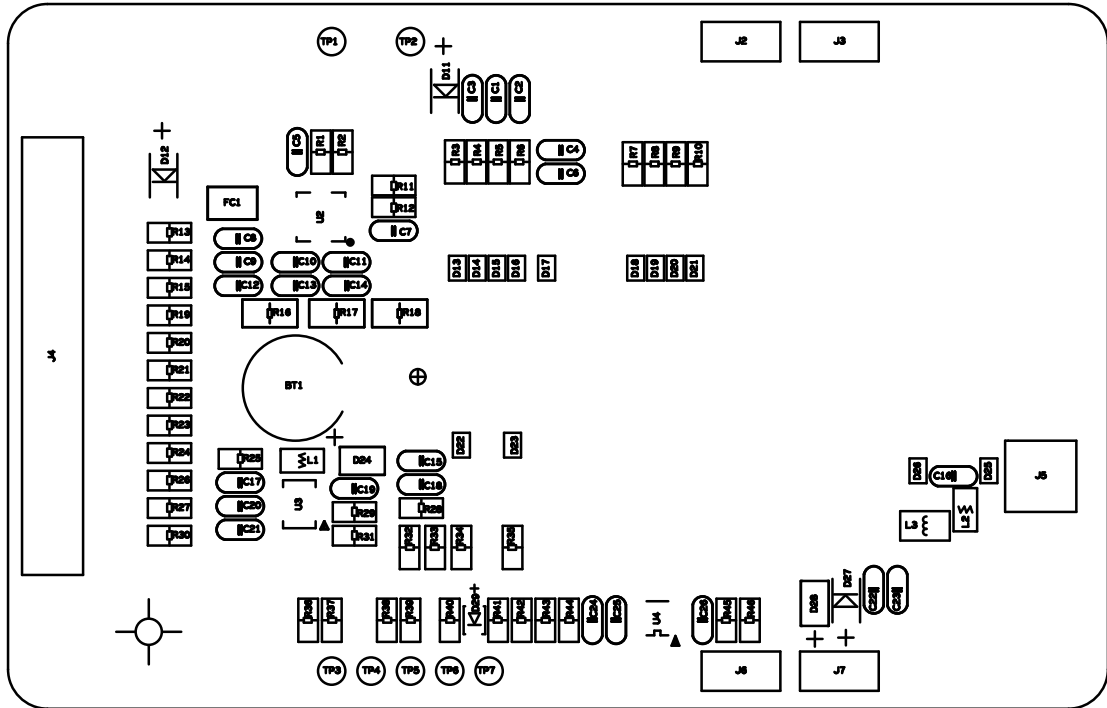 TP1 TP2 J2 J3
D11 C3 C1 C2
D12 C5 R1 R2 R3 R4 R5 R6 C4 C6 R7 R8 R9 R10
FC1 U2 R11
R12
R13 C8 C7
R14 C9 C10 C11 D13 D14 D15 D16 D17 D18 D19 D20 D21
R15 C12 C13 C14
R19 R16 R17 R18
R20
J4
R21
R22 BT1
R23
R24 R25 L1 D24 C15 D22 D23
R26 C17 C19 C18 D26 C16 D25 J5
R27 C20 U3 R29 R28 L2
R30 C21 R31 R32 R33 R34 R35 L3
D28 D27 C22 C23
R36 R37 R38 R39 R40 D29 R41 R42 R43 R44 C24 C25 U4 C26 R45 R46
TP3 TP4 TP5 TP6 TP7 J6 J7